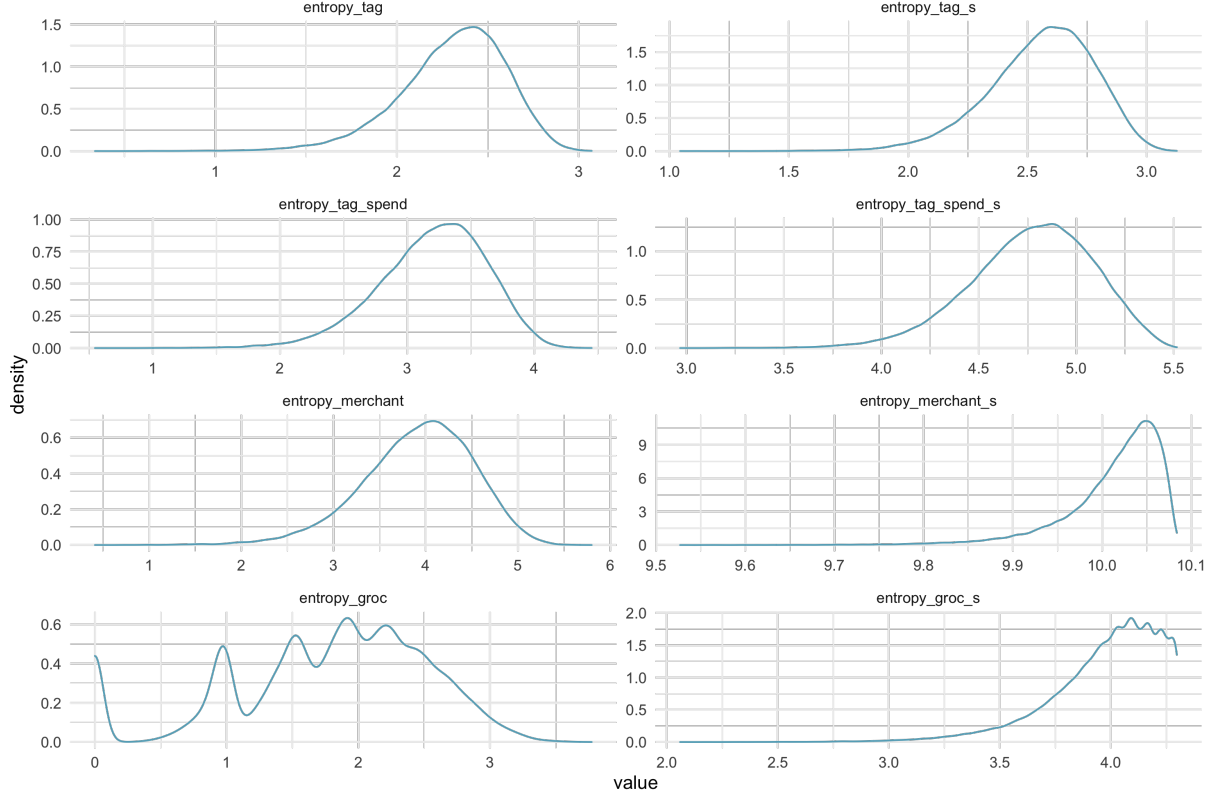 entropy_tag
entropy_tag_s
1.5
1.0
0.5
0.0
1 2 3
1.5
1.0
0.5
0.0
1.0 1.5 2.0 2.5 3.0
entropy_tag_spend
entropy_tag_spend_s
1.00
0.75
0.50
0.25
0.00
1 2 3 4
1.0
0.5
0.0
3.0 3.5 4.0 4.5 5.0 5.5
density
entropy_merchant
entropy_merchant_s
0.6
0.4
0.2
0.0
1 2 3 4 5 6
9
6
3
0
9.5 9.6 9.7 9.8 9.9 10.0 10.1
entropy_groc
entropy_groc_s
0.6
0.4
0.2
0.0
0 1 2 3
2.0
1.5
1.0
0.5
0.0
2.0 2.5 3.0 3.5 4.0
value